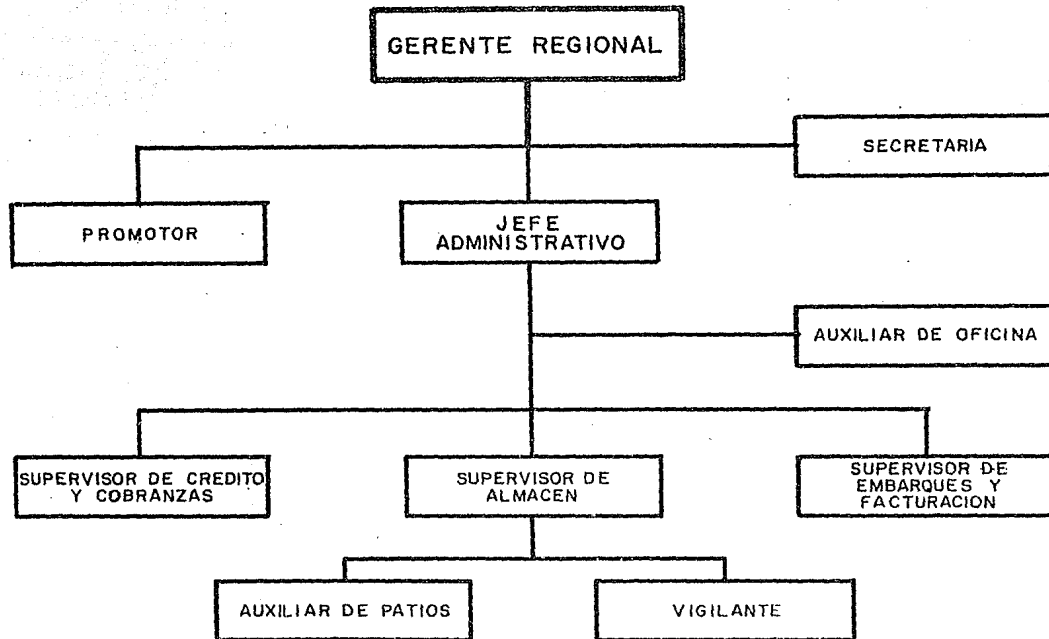 GERENTE REGIONAL
SECRETARIA
PROMOTOR
JEFE
ADMINISTRATIVO
AUXILIAR DE OFICINA
SUPERVISOR DE CREDITO
Y COBRANZAS
SUPERVISOR DE
ALMACEN
SUPERVISOR DE
EMBARQUES Y
FACTURACION
AUXILIAR DE PATIOS
VIGILANTE